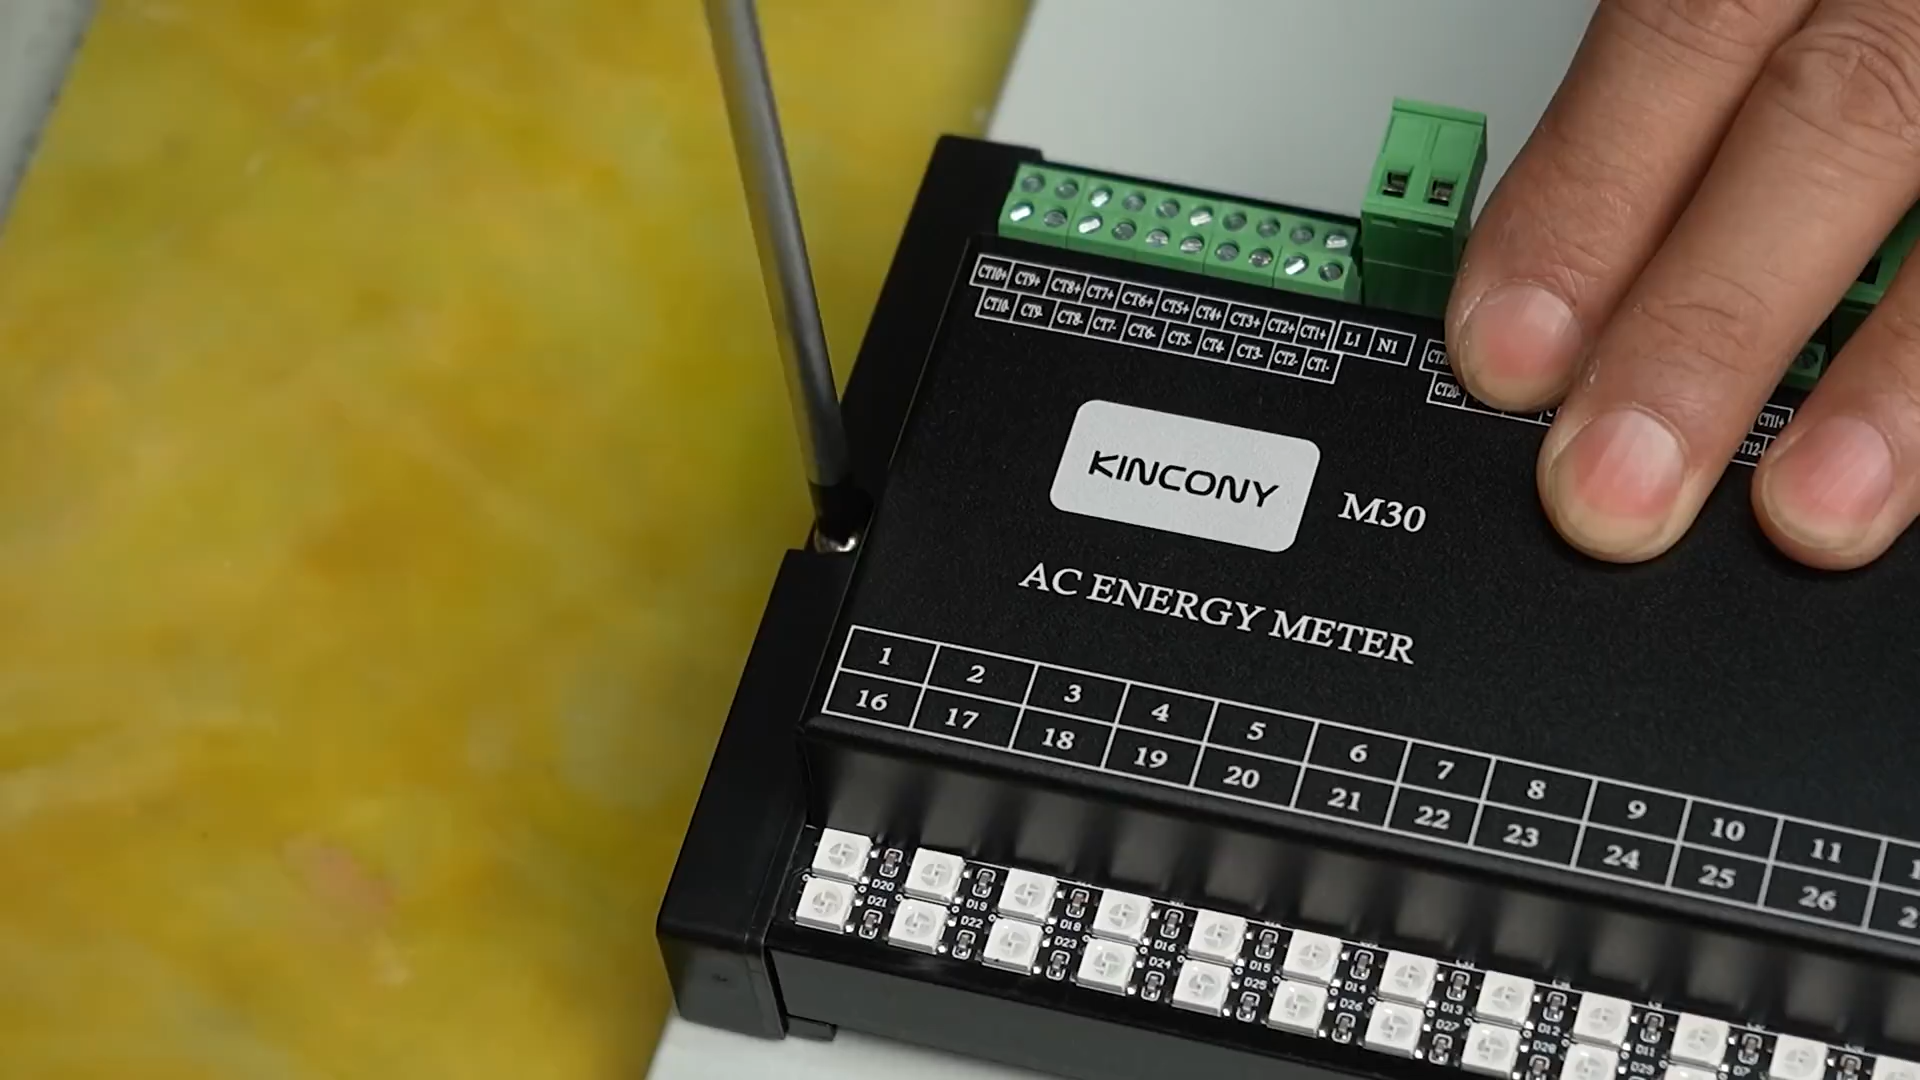 CT10+ CT9+ CT8+ CT7+ CT6+ CT5+ CT4+ CT3+ CT2+ CT1+ L1 N1
CT10- CT9- CT8- CT7- CT6- CT5- CT4- CT3- CT2- CT1-
CT20-
CT11+
KINCONY M30
AC ENERGY METER
1 2 3 4 5 6 7 8 9 10 11
16 17 18 19 20 21 22 23 24 25 26
D20 D19 D18 D16 D15 D14 D13 D12 D11 D7
D21 D22 D23 D24 D25 D26 D27 D28 D29